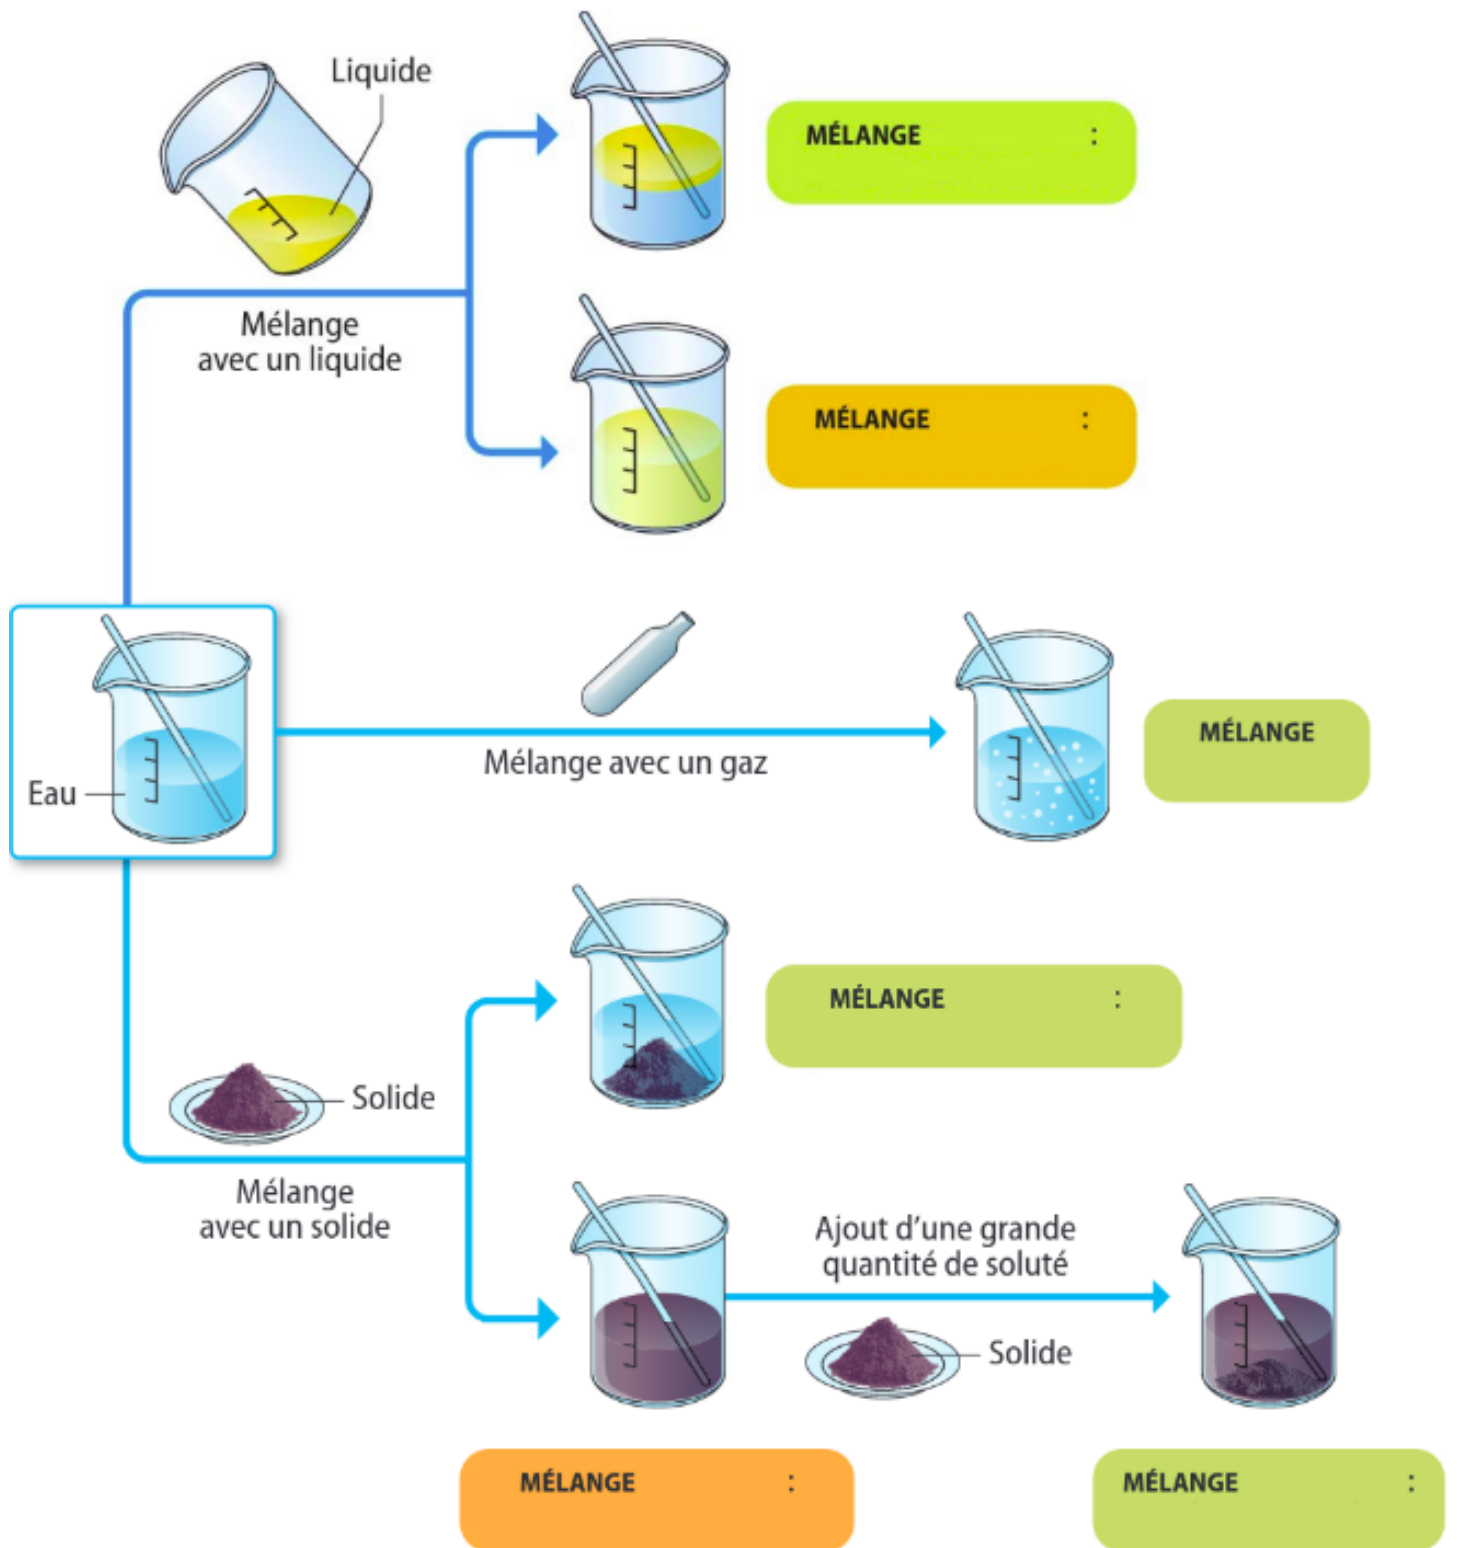 Liquide
MÉLANGE :
Mélange
avec un liquide
MÉLANGE :
Eau
Mélange avec un gaz
MÉLANGE
MÉLANGE :
Solide
Mélange
avec un solide
Ajout d’une grande
quantité de soluté
Solide
MÉLANGE :
MÉLANGE :